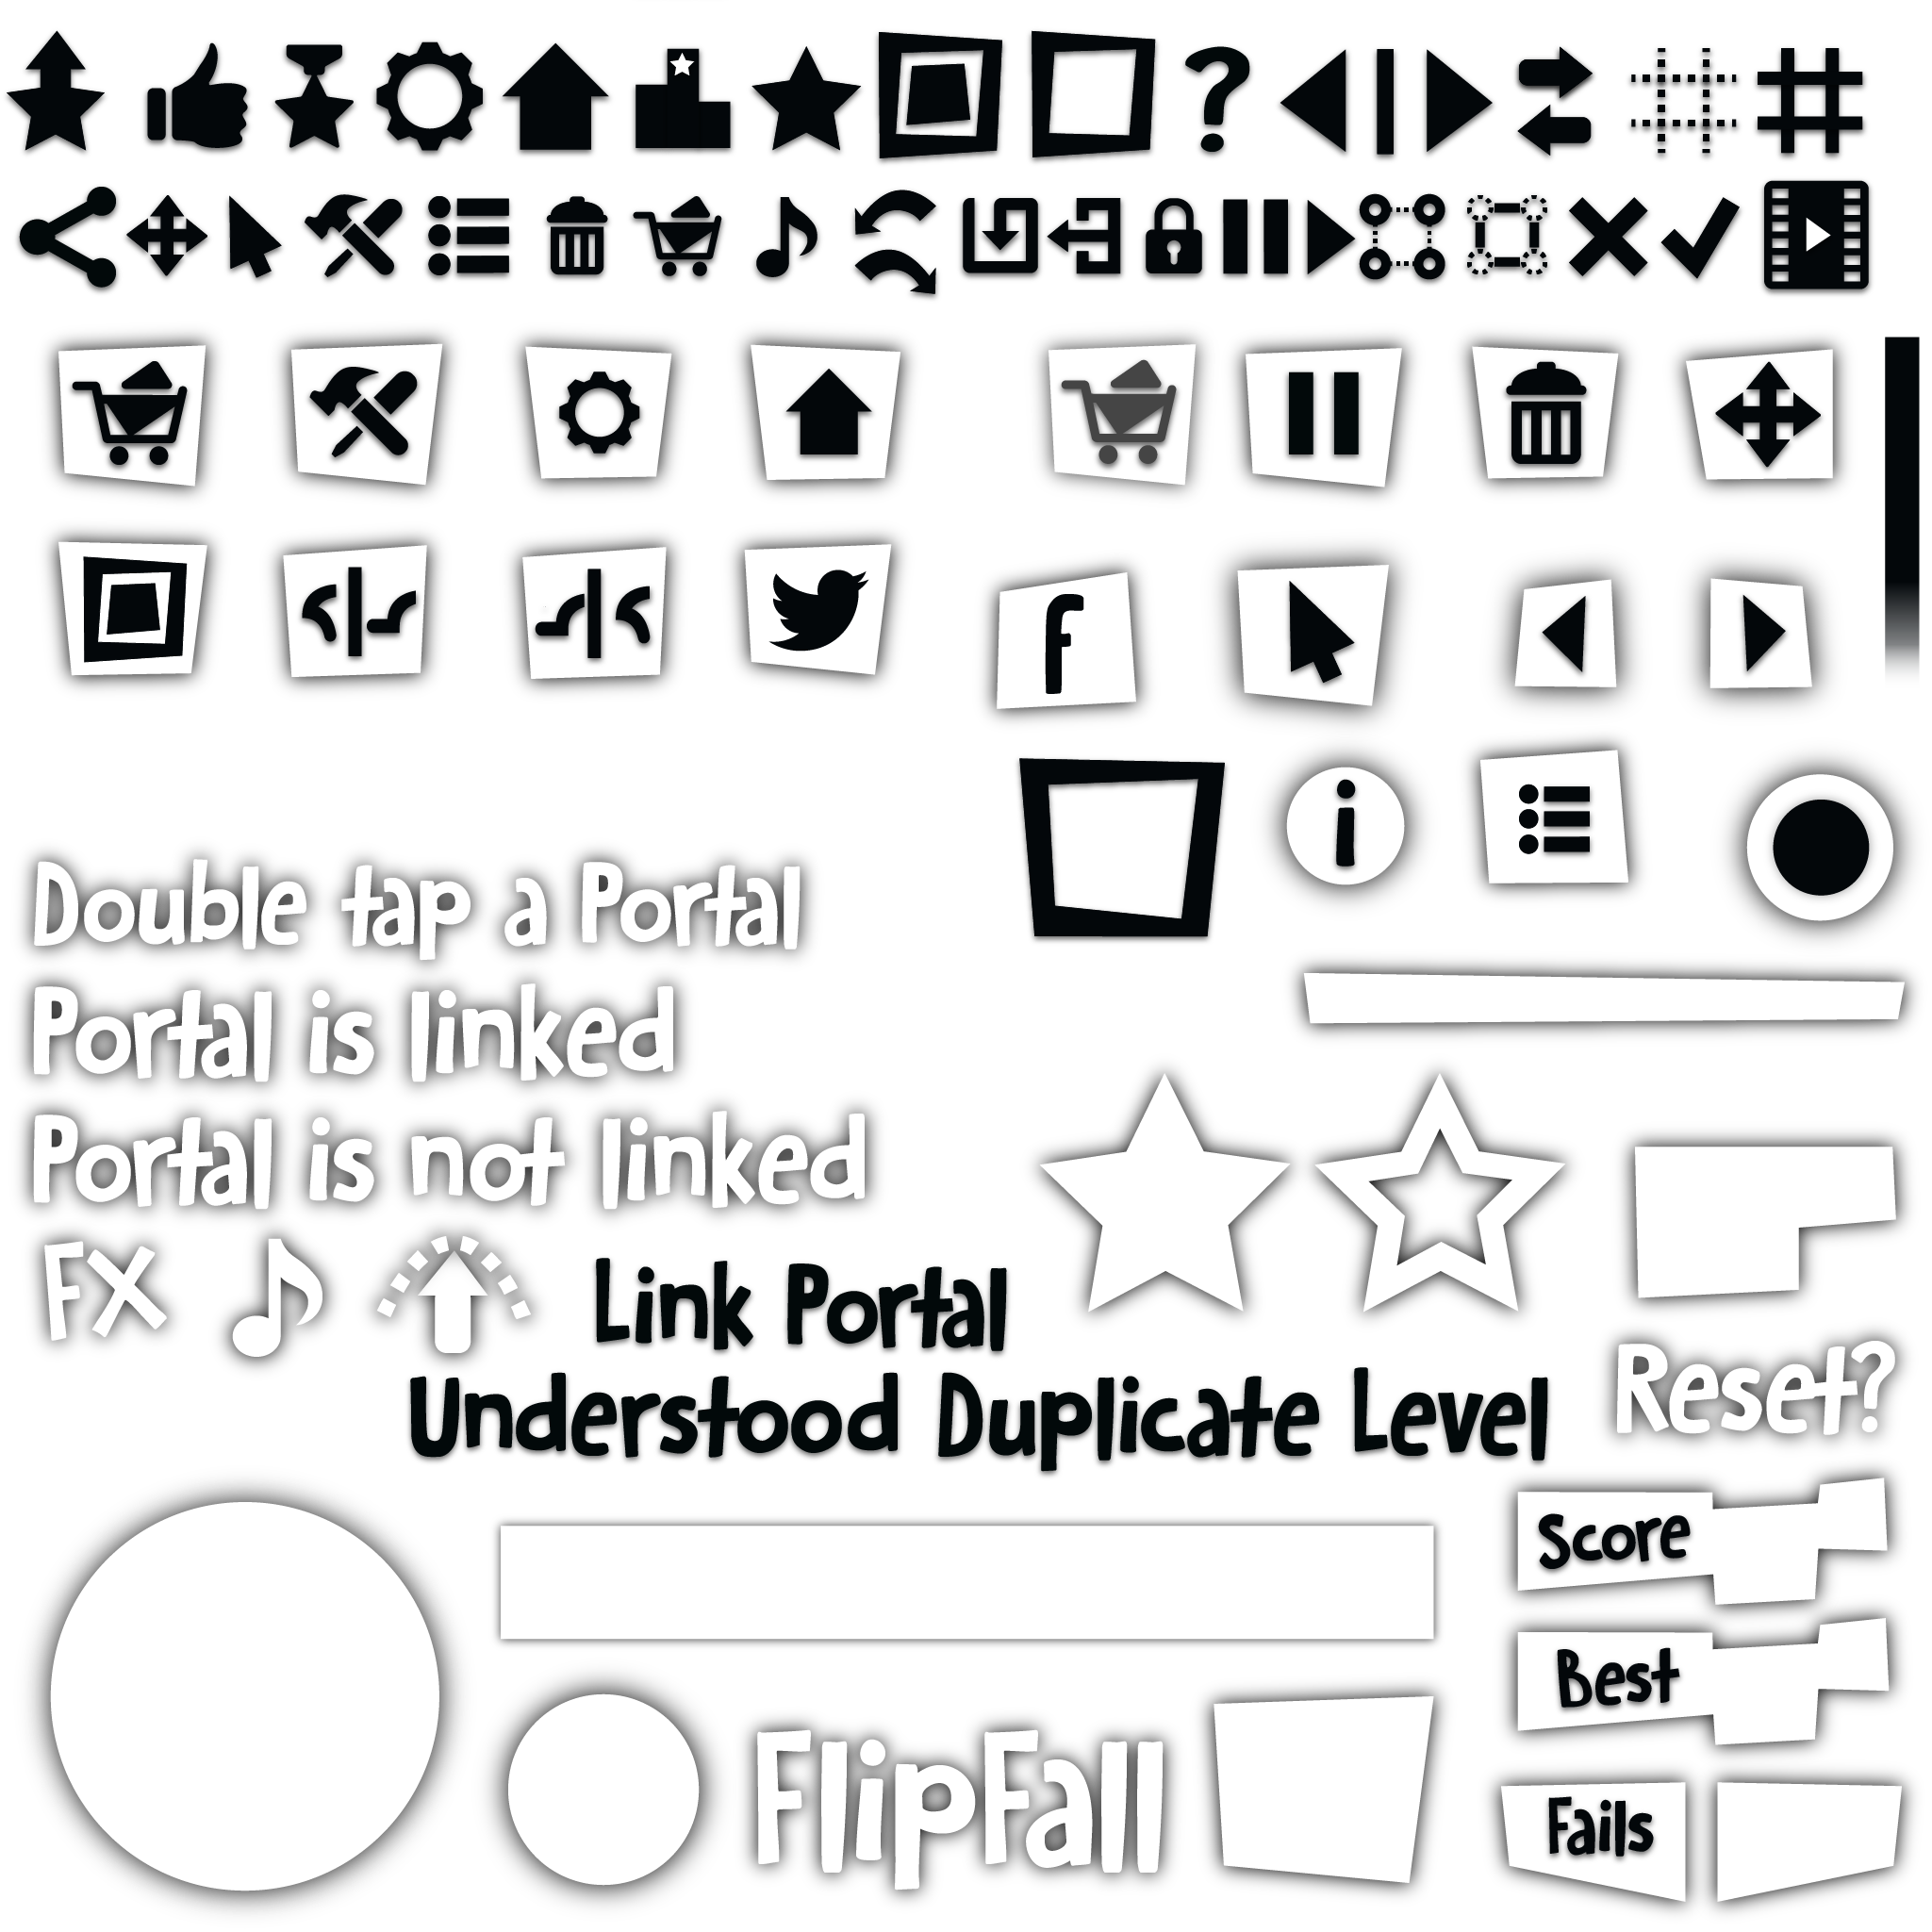 ?
f
i
Double tap a Portal
Portal is linked
Portal is not linked
FX
Link Portal
Reset?
Understood Duplicate Level
Score
Best
FlipFall
Fails